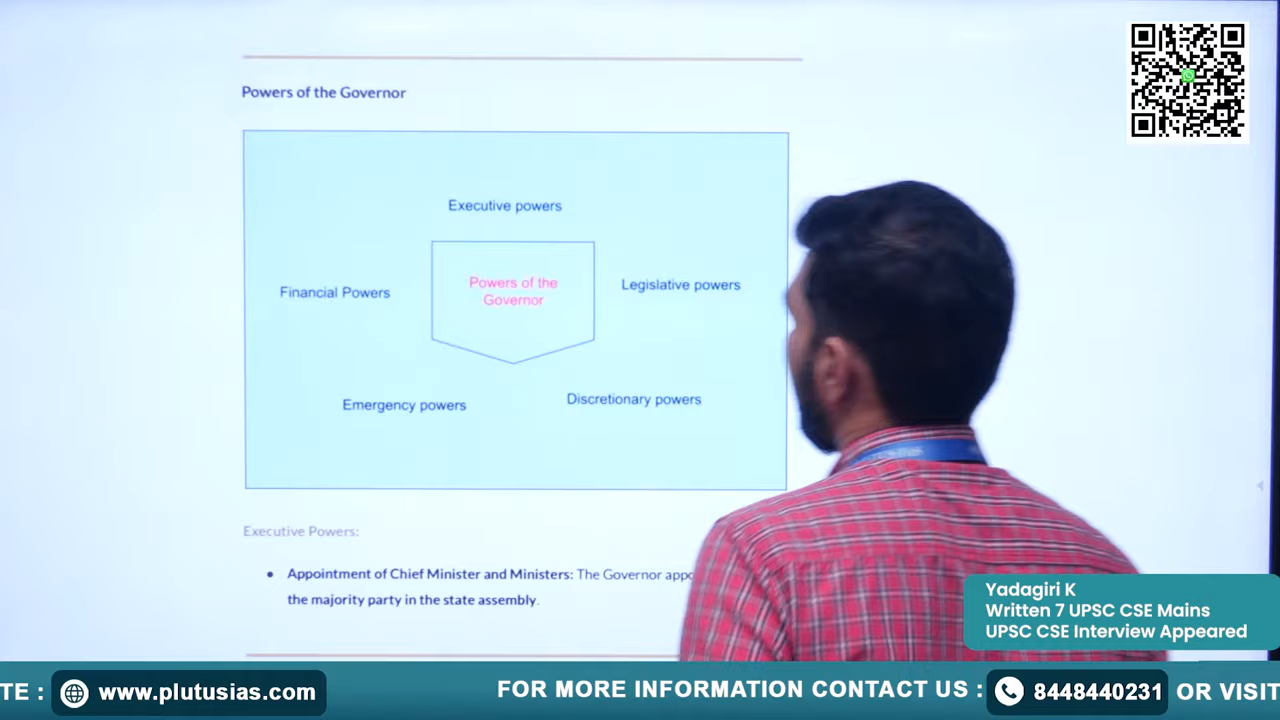 Powers of the Governor
Executive powers
Financial Powers
Powers of the
Governor
Legislative powers
Emergency powers
Discretionary powers
Executive Powers:
Appointment of Chief Minister and Ministers: The Governor appo
the majority party in the state assembly.
Yadagiri K
Written 7 UPSC CSE Mains
UPSC CSE Interview Appeared
TE : www.plutusias.com FOR MORE INFORMATION CONTACT US : 8448440231 OR VISIT